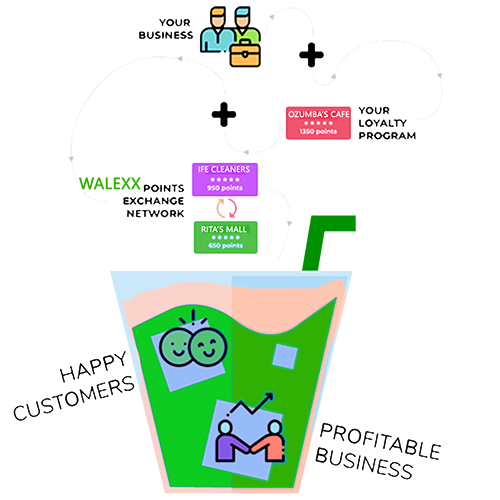 YOUR
BUSINESS
OZUMBA'S CAFE
★★★★★
1350 points
YOUR
LOYALTY
PROGRAM
WALEXX POINTS
EXCHANGE
NETWORK
IFE CLEANERS
★★★★★
950 points
RITA'S MALL
★★★★★
650 points
HAPPY
CUSTOMERS
PROFITABLE
BUSINESS